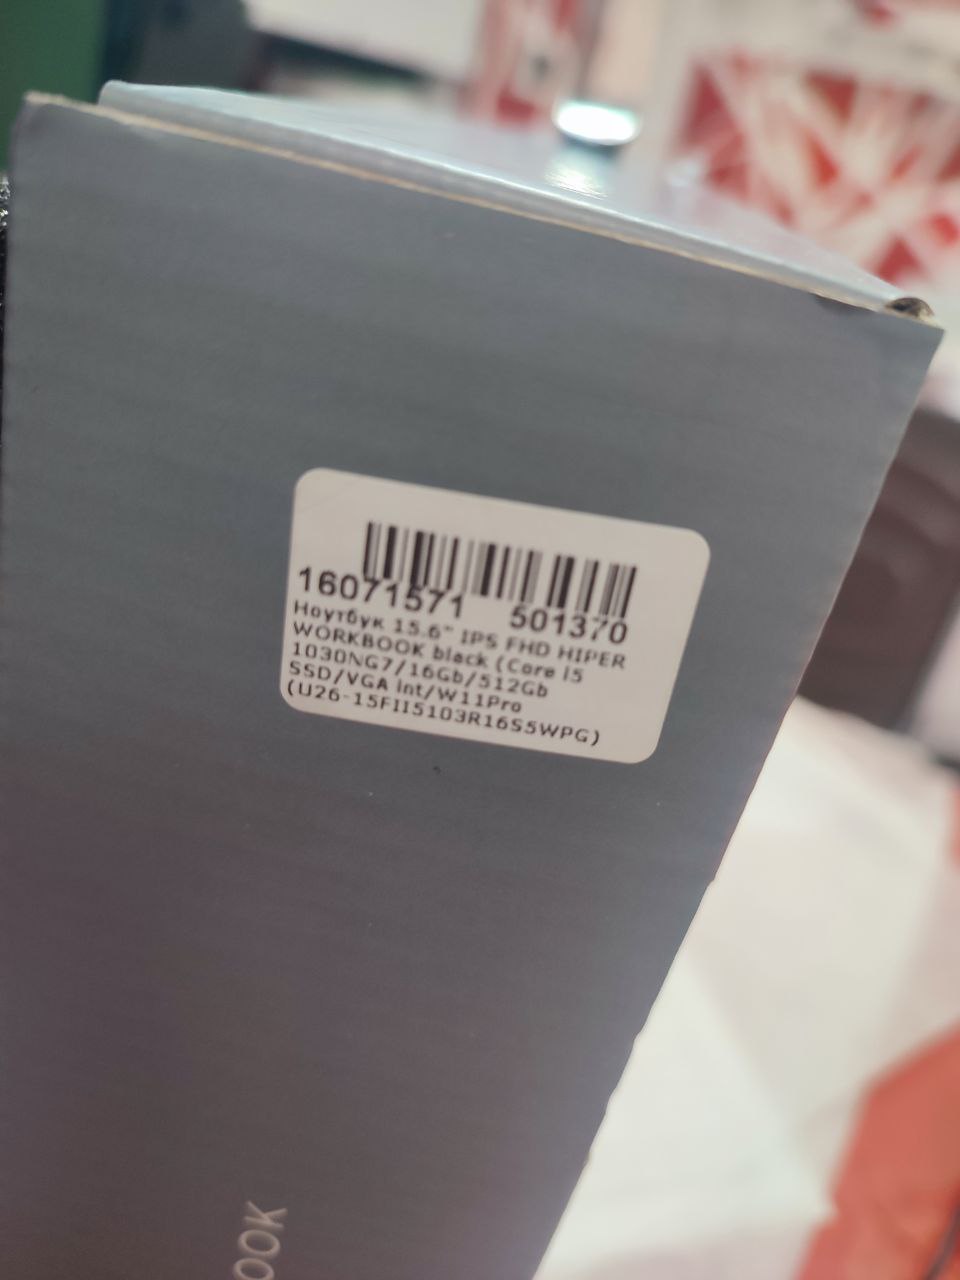 16071571 501370
Ноутбук 15.6" IPS FHD HIPER
WORKBOOK black (Core i5
1030NG7/16Gb/512Gb
SSD/VGA int/W11Pro
(U26-15FII5103R16S5WPG)
OOK